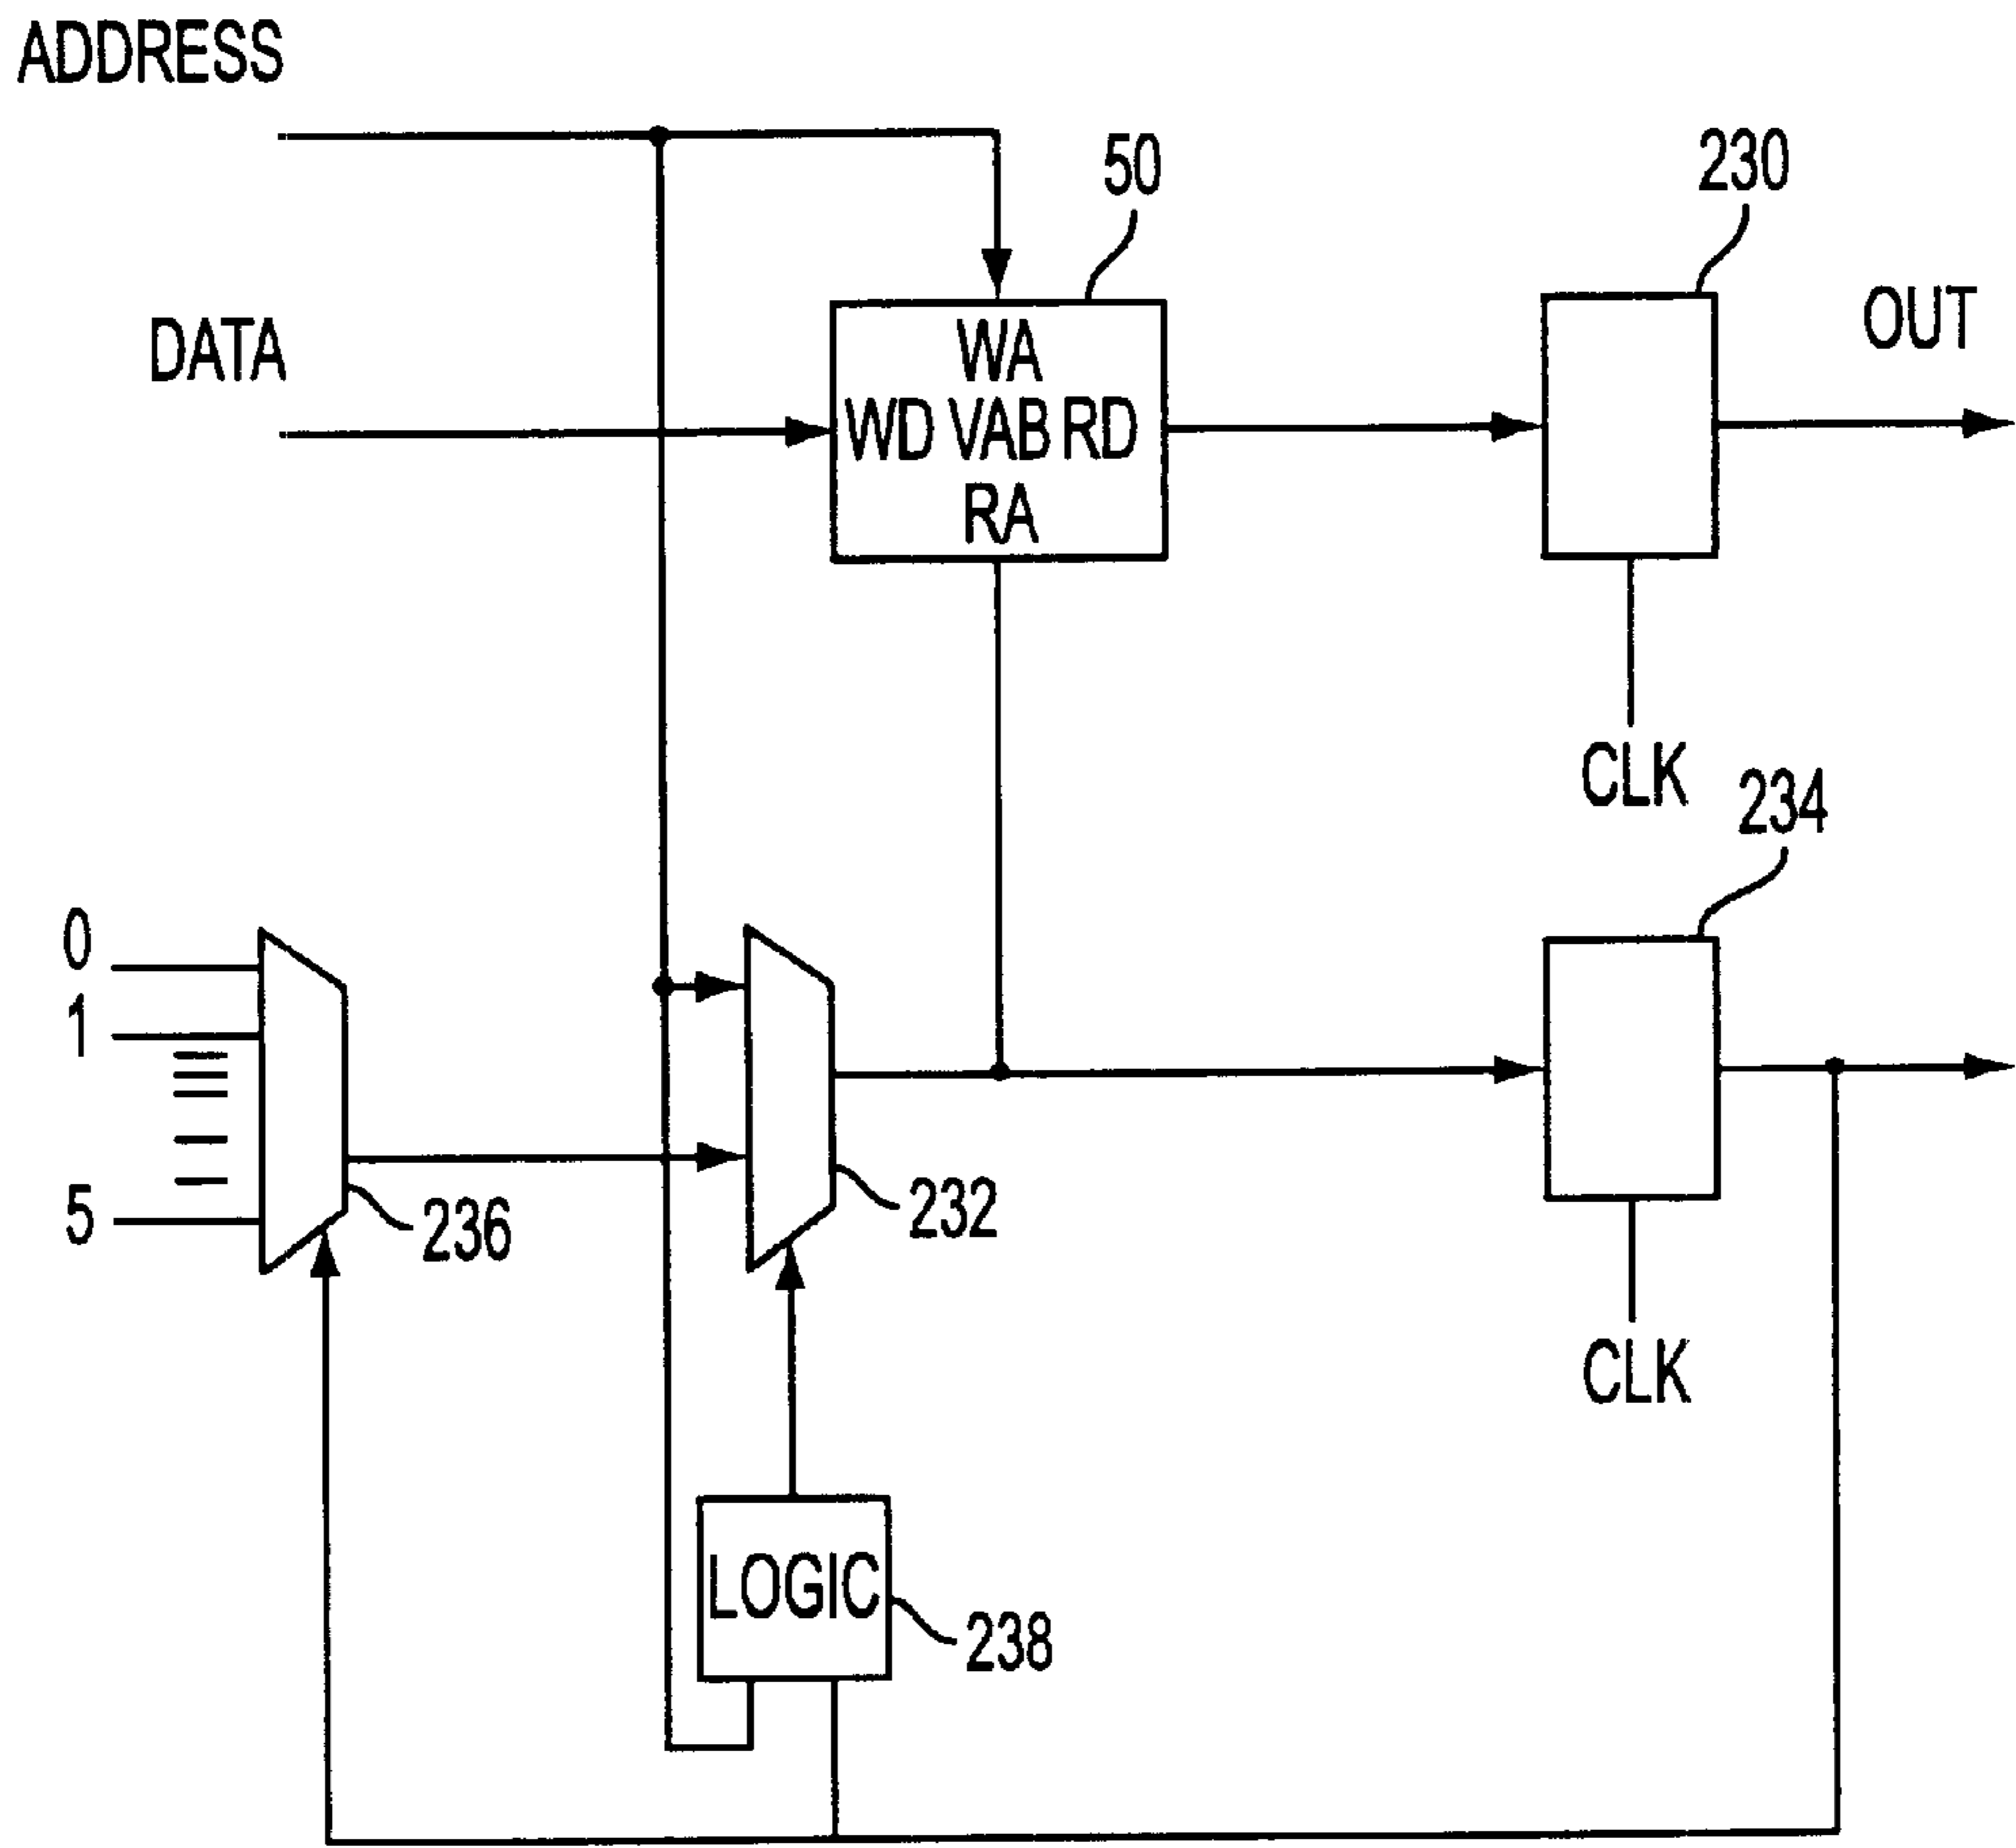 ADDRESS
50
230
DATA
OUT
WA
WD VAB RD
RA
CLK
234
0
1
5
236
232
CLK
LOGIC
238